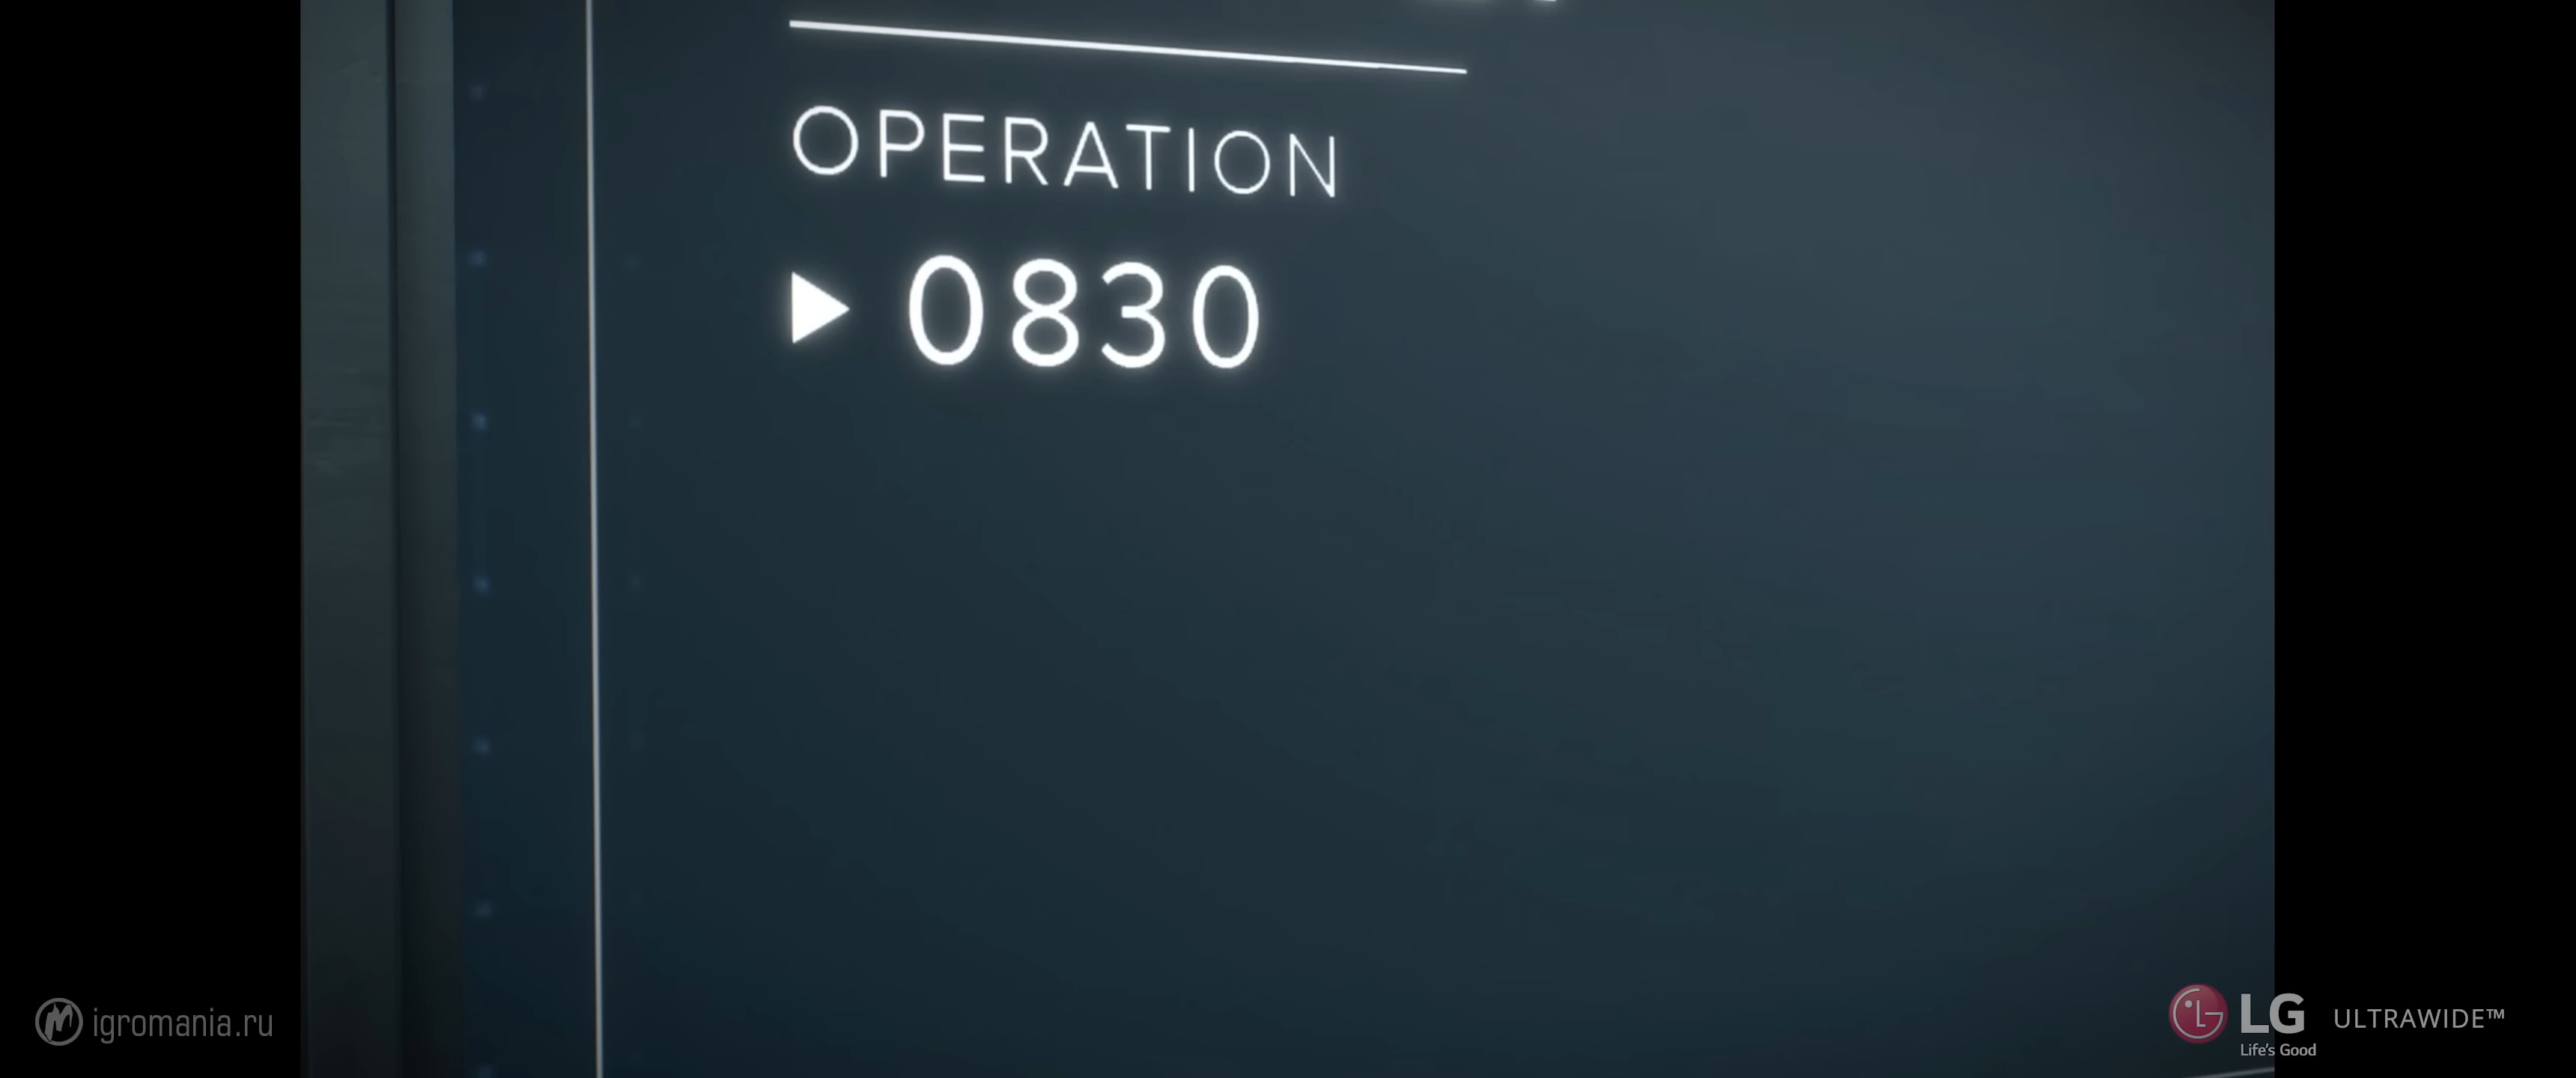 OPERATION
▶ 0830
igromania.ru
LG ULTRAWIDE™
Life's Good